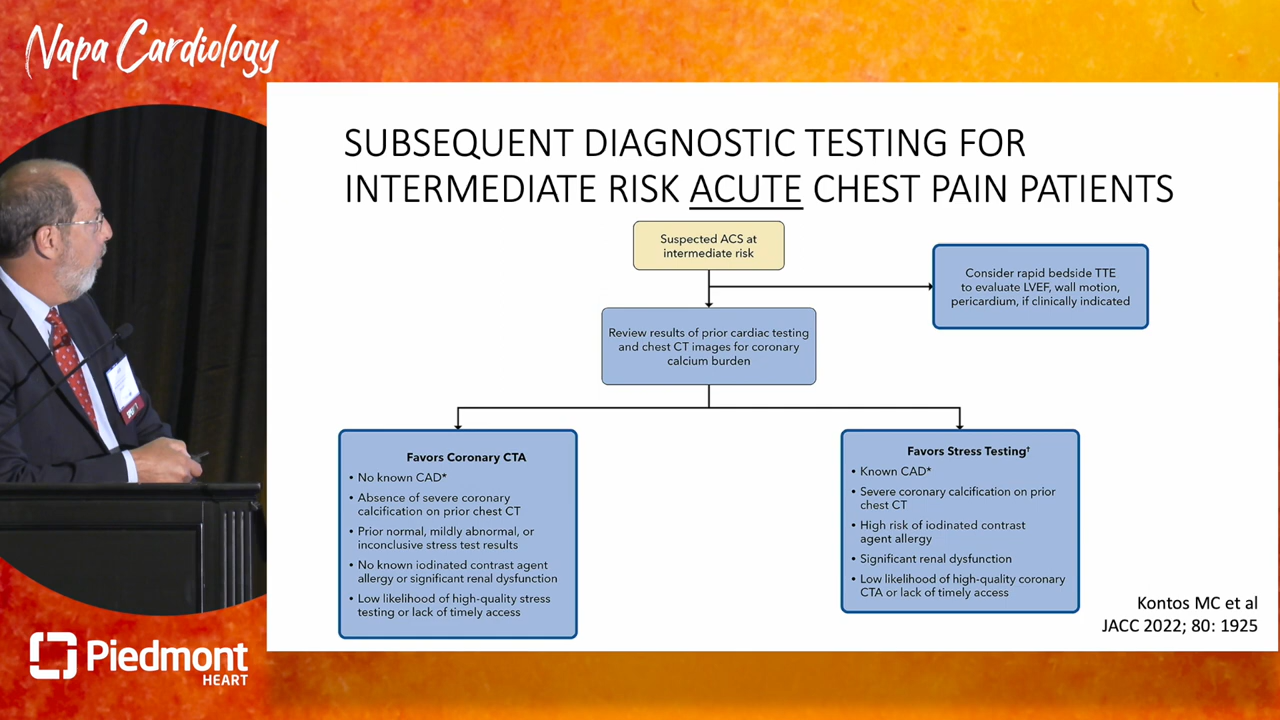 Napa Cardiology
SUBSEQUENT DIAGNOSTIC TESTING FOR
INTERMEDIATE RISK ACUTE CHEST PAIN PATIENTS
Suspected ACS at
intermediate risk
Consider rapid bedside TTE
to evaluate LVEF, wall motion,
pericardium, if clinically indicated
Review results of prior cardiac testing
and chest CT images for coronary
calcium burden
Favors Coronary CTA
• No known CAD*
• Absence of severe coronary
calcification on prior chest CT
• Prior normal, mildly abnormal, or
inconclusive stress test results
• No known iodinated contrast agent
allergy or significant renal dysfunction
• Low likelihood of high-quality stress
testing or lack of timely access
Favors Stress Testing†
• Known CAD*
• Severe coronary calcification on prior
chest CT
• High risk of iodinated contrast
agent allergy
• Significant renal dysfunction
• Low likelihood of high-quality coronary
CTA or lack of timely access
Kontos MC et al
JACC 2022; 80: 1925
Piedmont
HEART